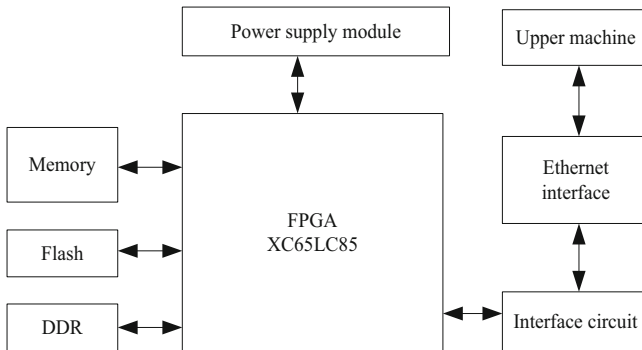 Power supply module
Upper machine
Memory
Flash
DDR
FPGA
XC65LC85
Ethernet
interface
Interface circuit